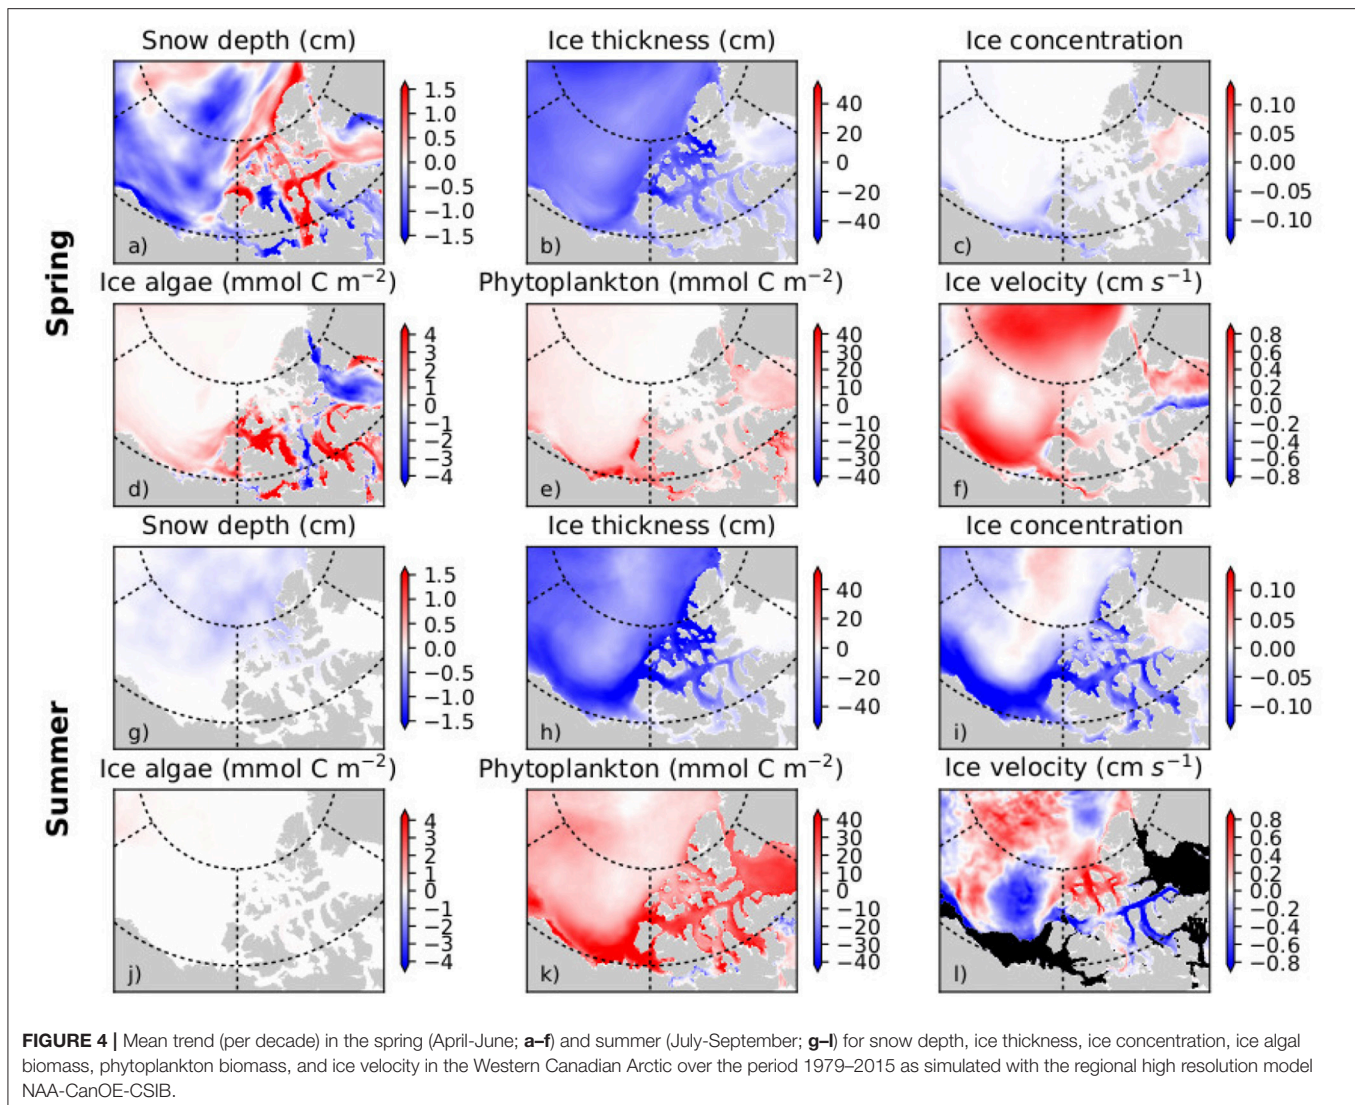 Snow depth (cm) Ice thickness (cm) Ice concentration
1.5 1.0 0.5 0.0 −0.5 −1.0 −1.5
40 20 0 −20 −40
0.10 0.05 0.00 −0.05 −0.10
a) b) c)
Spring
Ice algae (mmol C m⁻²) Phytoplankton (mmol C m⁻²) Ice velocity (cm s⁻¹)
4 3 2 1 0 −1 −2 −3 −4
40 30 20 10 0 −10 −20 −30 −40
0.8 0.6 0.4 0.2 0.0 −0.2 −0.4 −0.6 −0.8
d) e) f)
Snow depth (cm) Ice thickness (cm) Ice concentration
1.5 1.0 0.5 0.0 −0.5 −1.0 −1.5
40 20 0 −20 −40
0.10 0.05 0.00 −0.05 −0.10
g) h) i)
Summer
Ice algae (mmol C m⁻²) Phytoplankton (mmol C m⁻²) Ice velocity (cm s⁻¹)
4 3 2 1 0 −1 −2 −3 −4
40 30 20 10 0 −10 −20 −30 −40
0.8 0.6 0.4 0.2 0.0 −0.2 −0.4 −0.6 −0.8
j) k) l)
FIGURE 4 | Mean trend (per decade) in the spring (April-June; a–f) and summer (July-September; g–l) for snow depth, ice thickness, ice concentration, ice algal
biomass, phytoplankton biomass, and ice velocity in the Western Canadian Arctic over the period 1979–2015 as simulated with the regional high resolution model
NAA-CanOE-CSIB.